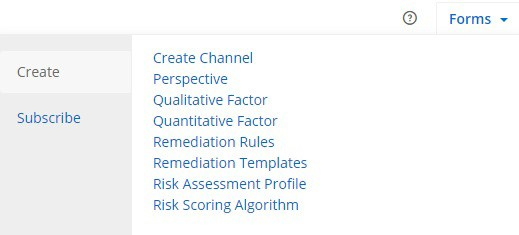 Forms
Create
Subscribe
Create Channel
Perspective
Qualitative Factor
Quantitative Factor
Remediation Rules
Remediation Templates
Risk Assessment Profile
Risk Scoring Algorithm